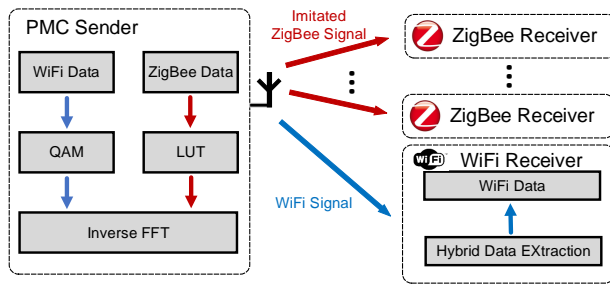 PMC Sender
WiFi Data
ZigBee Data
QAM
LUT
Inverse FFT
Imitated
ZigBee Signal
WiFi Signal
Z ZigBee Receiver
Z ZigBee Receiver
WiFi WiFi Receiver
WiFi Data
Hybrid Data EXtraction